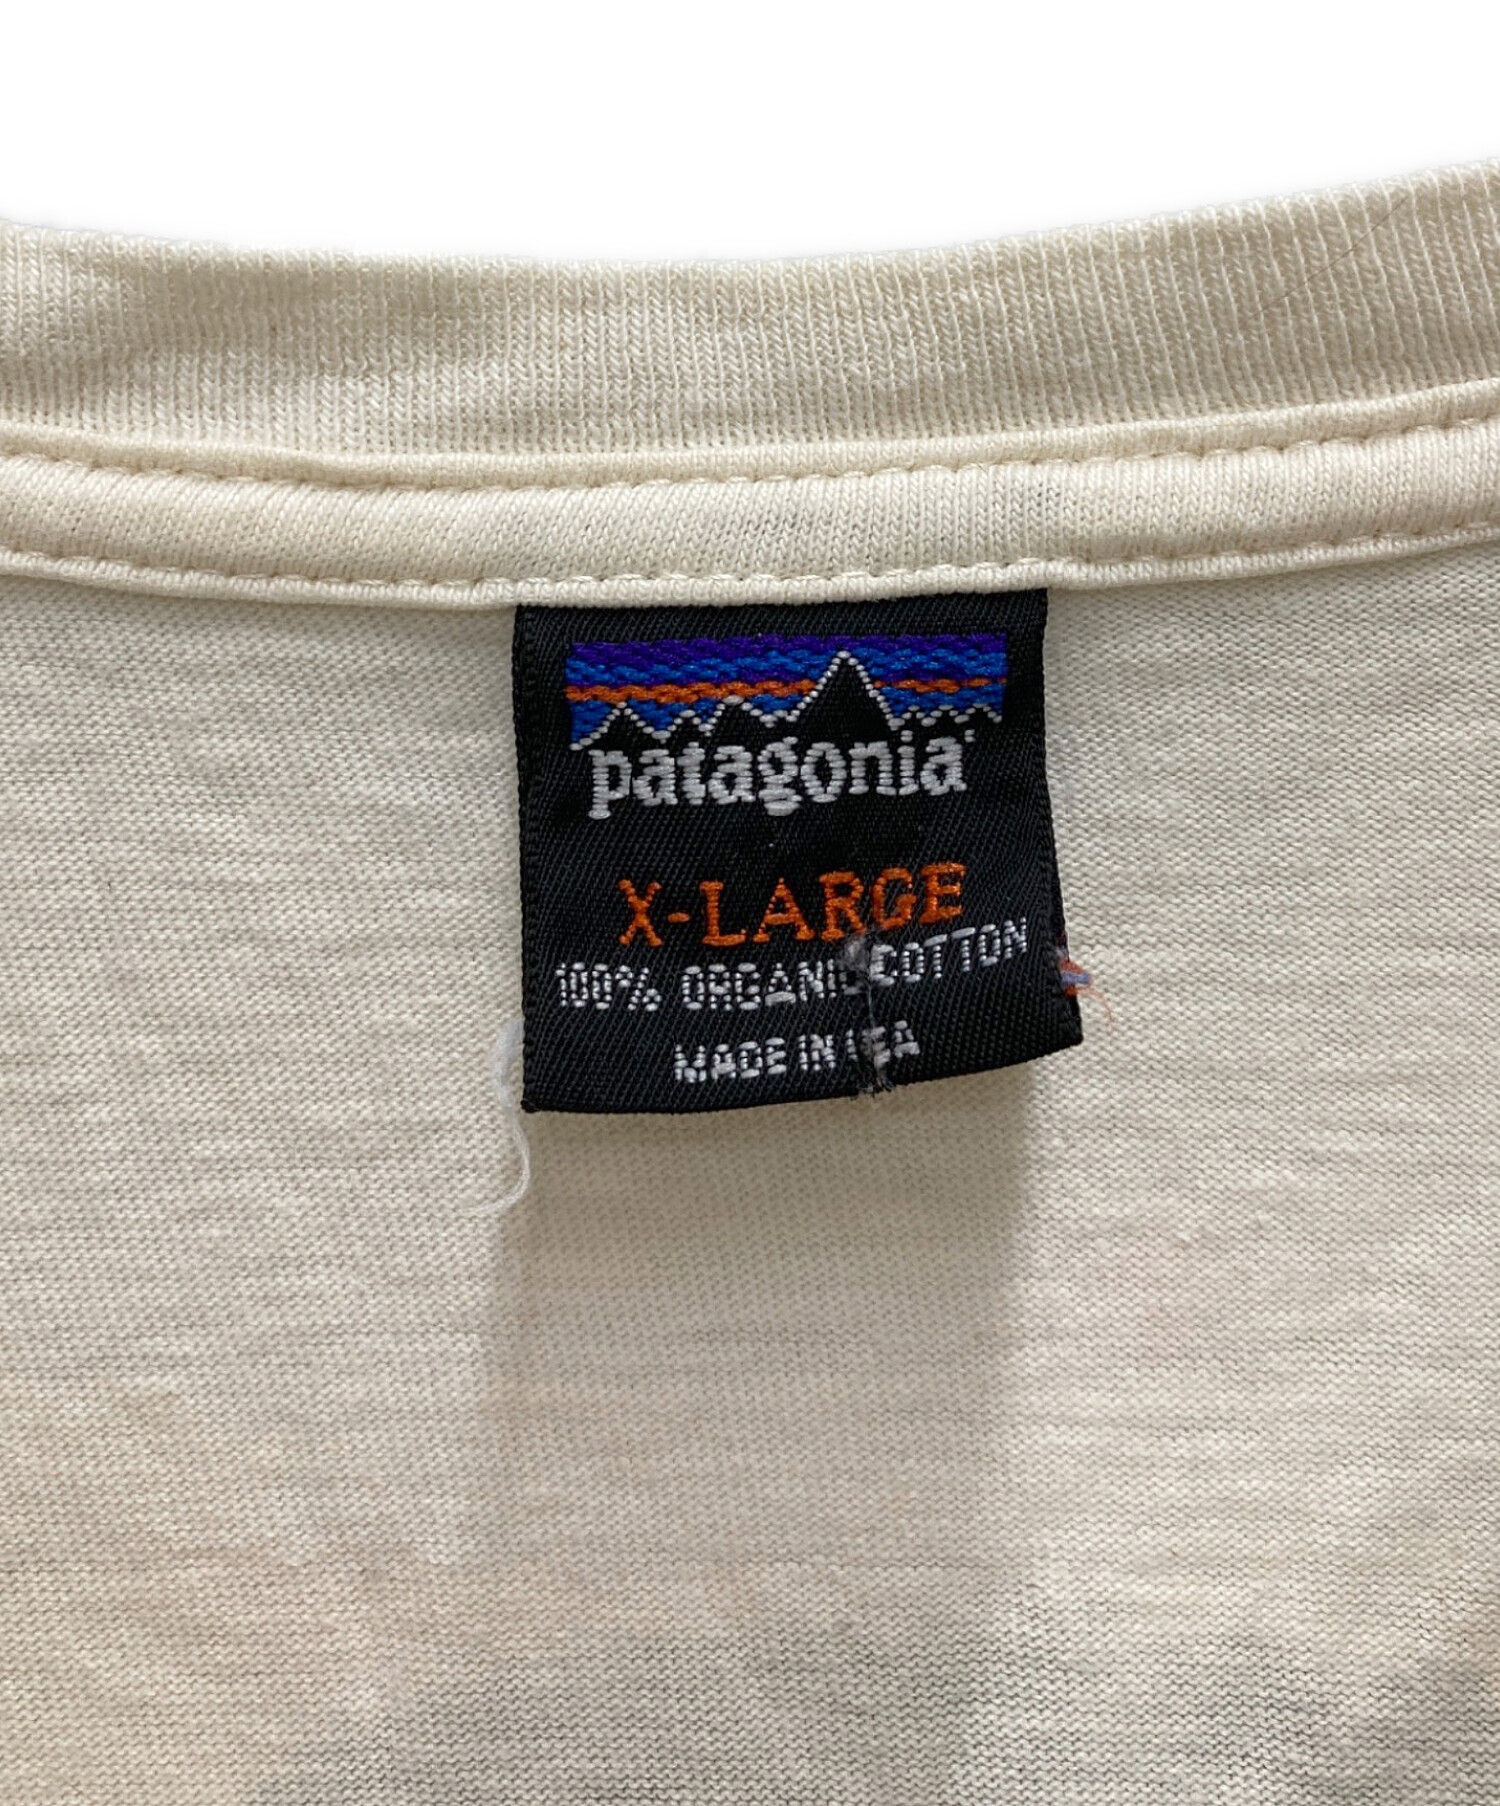 patagonia
X-LARGE
100% ORGANIC COTTON
MADE IN USA